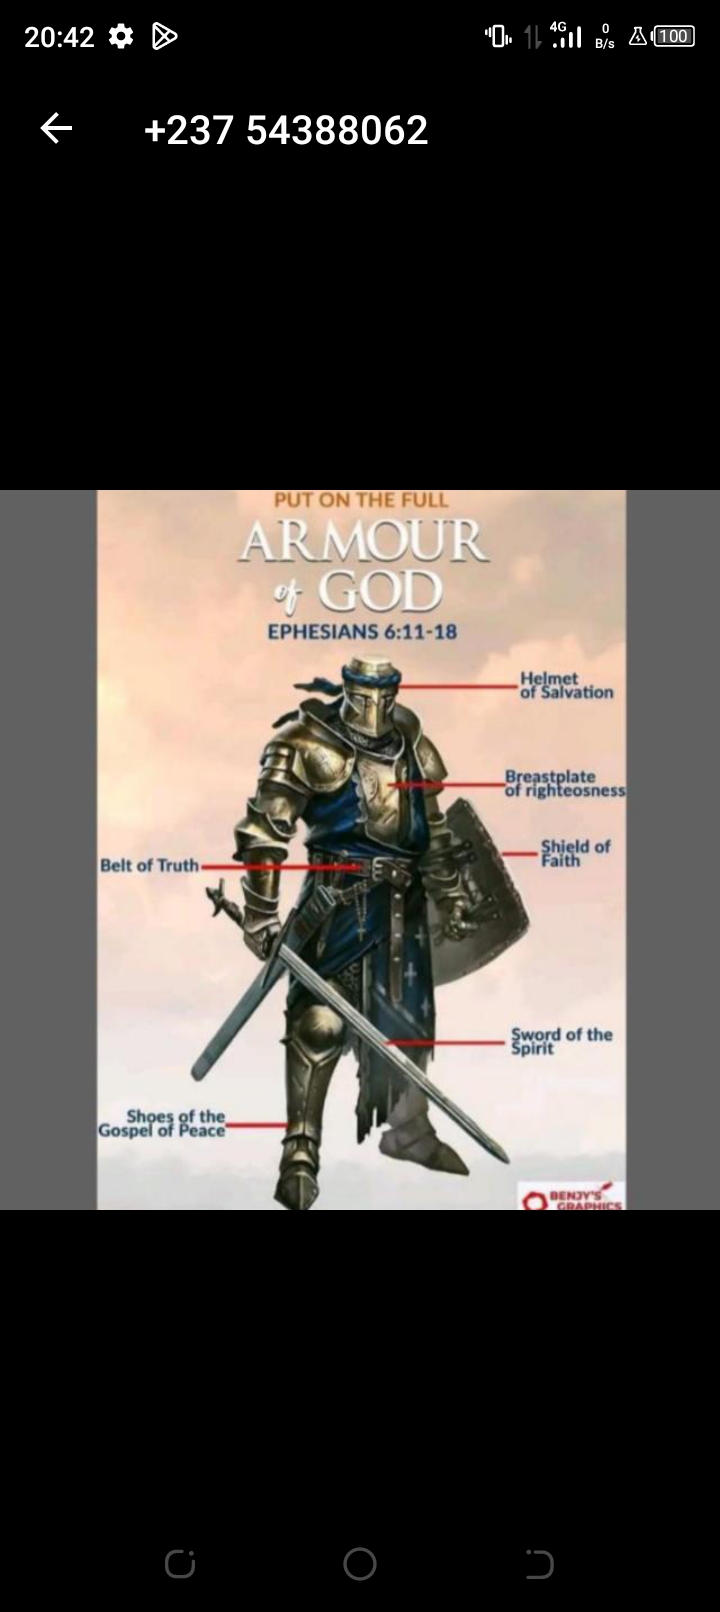 20:42
4G
0
B/s
100
+237 54388062
PUT ON THE FULL
ARMOUR
of GOD
EPHESIANS 6:11-18
Helmet
of Salvation
Breastplate
of righteosness
Shield of
Faith
Belt of Truth
Sword of the
Spirit
Shoes of the
Gospel of Peace
BENJY'S
GRAPHICS